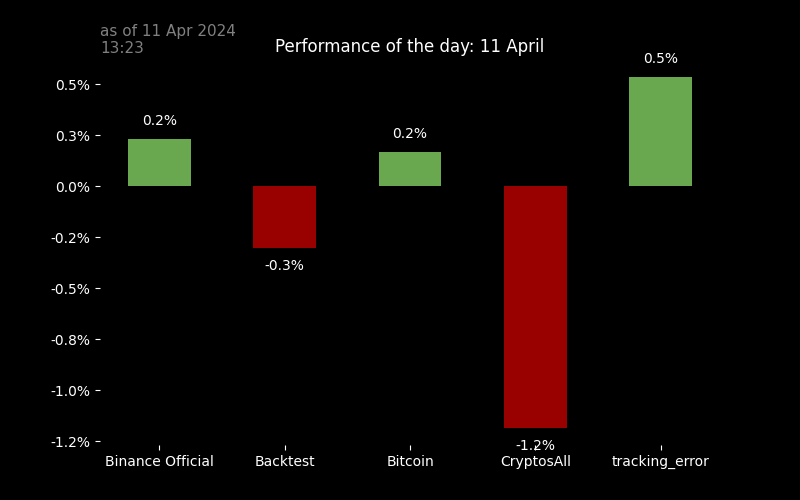 as of 11 Apr 2024
13:23
Performance of the day: 11 April
0.5%
0.5%
0.2%
0.3%
0.2%
0.0%
-0.2%
-0.3%
-0.5%
-0.8%
-1.0%
-1.2%
-1.2%
Binance Official
Backtest
Bitcoin
CryptosAll
tracking_error